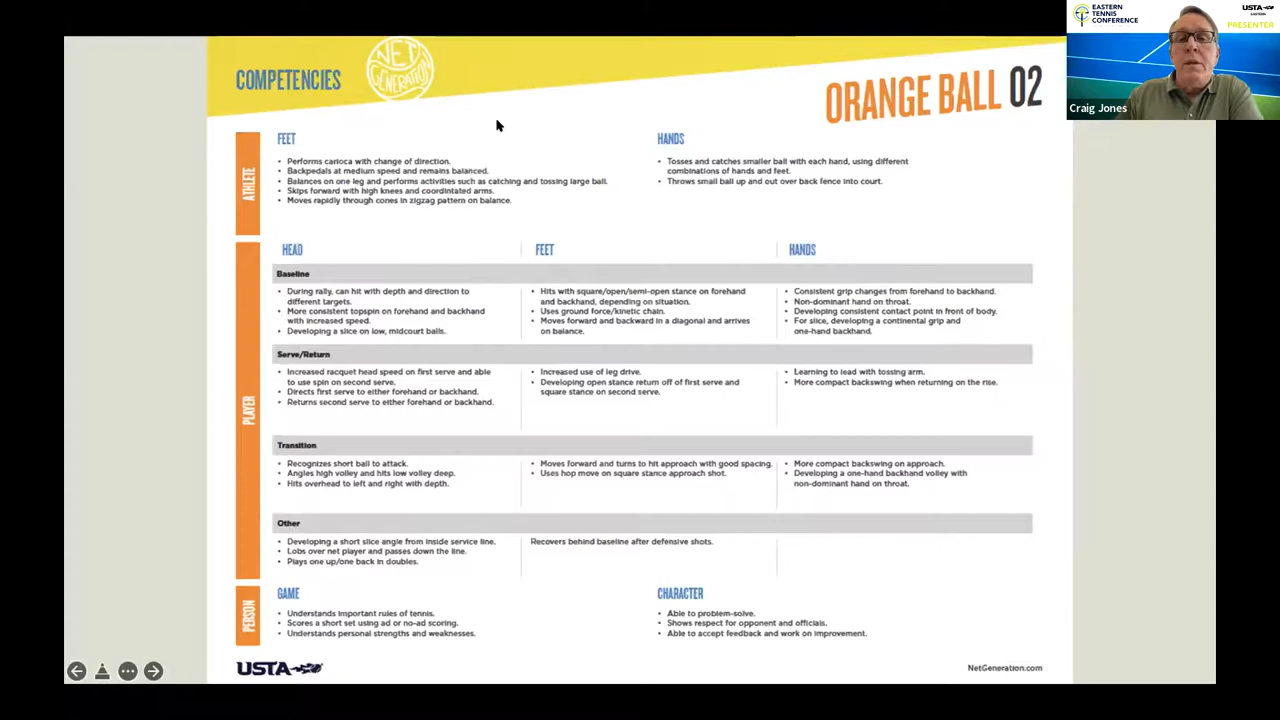 EASTERN
TENNIS
CONFERENCE
USTA
EASTERN
PRESENTER
Craig Jones
COMPETENCIES
NET
GENERATION
ORANGE BALL 02
ATHLETE
FEET
• Performs carioca with change of direction.
• Backpedals at medium speed and remains balanced.
• Balances on one leg and performs activities such as catching and tossing large ball.
• Skips forward with high knees and coordintated arms.
• Moves rapidly through cones in zigzag pattern on balance.
HANDS
• Tosses and catches smaller ball with each hand, using different
combinations of hands and feet.
• Throws small ball up and out over back fence into court.
PLAYER
HEAD
FEET
HANDS
Baseline
• During rally, can hit with depth and direction to
different targets.
• More consistent topspin on forehand and backhand
with increased speed.
• Developing a slice on low, midcourt balls.
• Hits with square/open/semi-open stance on forehand
and backhand, depending on situation.
• Uses ground force/kinetic chain.
• Moves forward and backward in a diagonal and arrives
on balance.
• Consistent grip changes from forehand to backhand.
• Non-dominant hand on throat.
• Developing consistent contact point in front of body.
• For slice, developing a continental grip and
one-hand backhand.
Serve/Return
• Increased racquet head speed on first serve and able
to use spin on second serve.
• Directs first serve to either forehand or backhand.
• Returns second serve to either forehand or backhand.
• Increased use of leg drive.
• Developing open stance return off of first serve and
square stance on second serve.
• Learning to lead with tossing arm.
• More compact backswing when returning on the rise.
Transition
• Recognizes short ball to attack.
• Angles high volley and hits low volley deep.
• Hits overhead to left and right with depth.
• Moves forward and turns to hit approach with good spacing.
• Uses hop move on square stance approach shot.
• More compact backswing on approach.
• Developing a one-hand backhand volley with
non-dominant hand on throat.
Other
• Developing a short slice angle from inside service line.
• Lobs over net player and passes down the line.
• Plays one up/one back in doubles.
Recovers behind baseline after defensive shots.
PERSON
GAME
• Understands important rules of tennis.
• Scores a short set using ad or no-ad scoring.
• Understands personal strengths and weaknesses.
CHARACTER
• Able to problem-solve.
• Shows respect for opponent and officials.
• Able to accept feedback and work on improvement.
USTA
NetGeneration.com